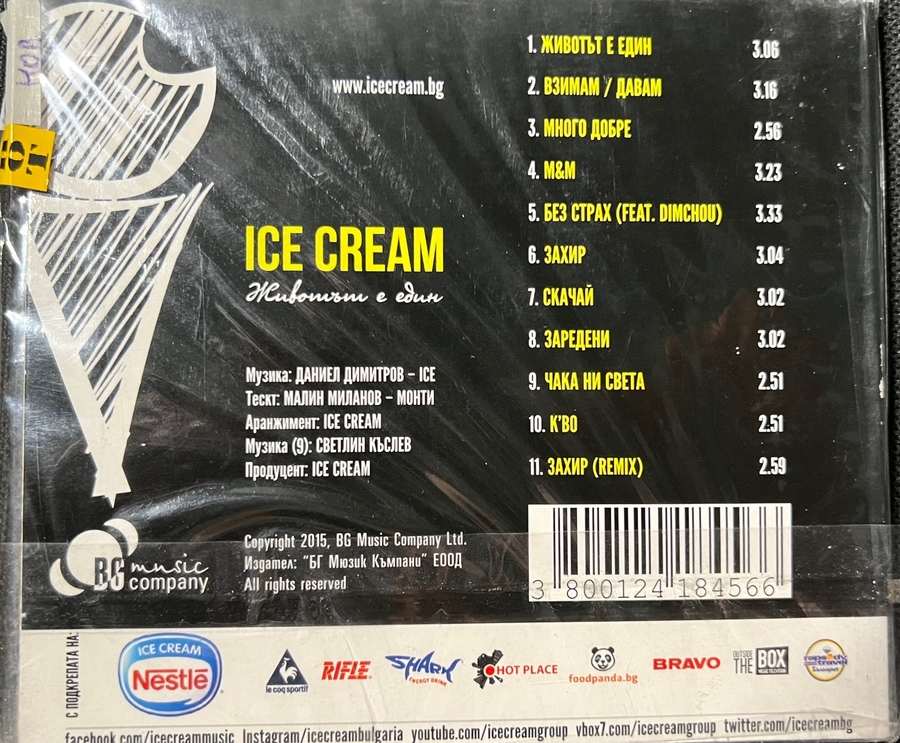 НОВ
ОТ
www.icecream.bg
1. ЖИВОТЪТ Е ЕДИН 3.06
2. ВЗИМАМ / ДАВАМ 3.16
3. МНОГО ДОБРЕ 2.56
4. M&M 3.23
5. БЕЗ СТРАХ (FEAT. DIMCHOU) 3.33
6. ЗАХИР 3.04
7. СКАЧАЙ 3.02
8. ЗАРЕДЕНИ 3.02
9. ЧАКА НИ СВЕТА 2.51
10. К'ВО 2.51
11. ЗАХИР (REMIX) 2.59
ICE CREAM
Животът е един
Музика: ДАНИЕЛ ДИМИТРОВ – ICE
Тескт: МАЛИН МИЛАНОВ – МОНТИ
Аранжимент: ICE CREAM
Музика (9): СВЕТЛИН КЪСЛЕВ
Продуцент: ICE CREAM
BG music company
Copyright 2015, BG Music Company Ltd.
Издател: "БГ Мюзик Къмпани" ЕООД
All rights reserved
3 800124 184566
С ПОДКРЕПАТА НА:
ICE CREAM
Nestlé
le coq sportif
RIFLE.
SHARK
ENERGY DRINK
HOT PLACE
foodpanda.bg
BRAVO
OUTSIDE THE BOX
facebook.com/icecreammusic Instagram/icecreambulgaria youtube.com/icecreamgroup vbox7.com/icecreamgroup twitter.com/icecreambg